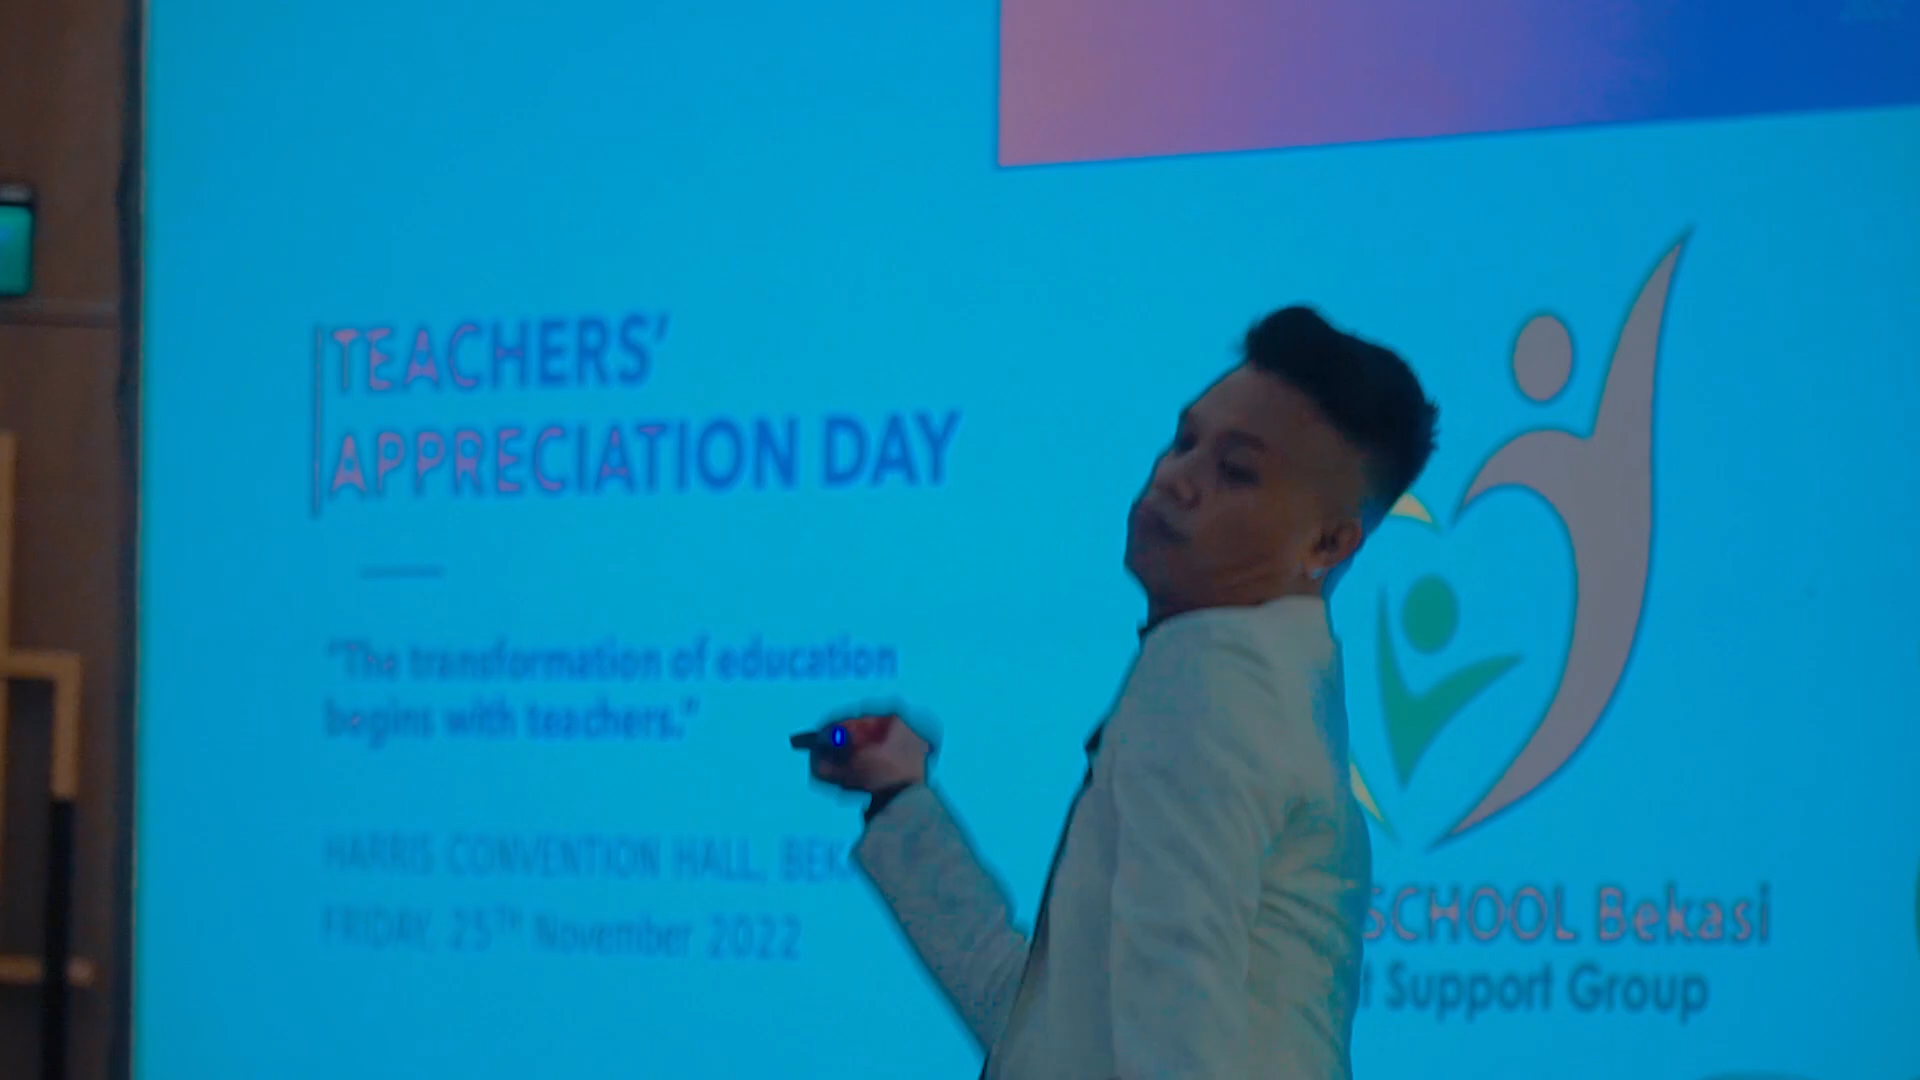 TEACHERS'
APPRECIATION DAY
"The transformation of education
begins with teachers."
HARRIS CONVENTION HALL,
FRIDAY, 25TH November 2022
SCHOOL Bekasi
Support Group